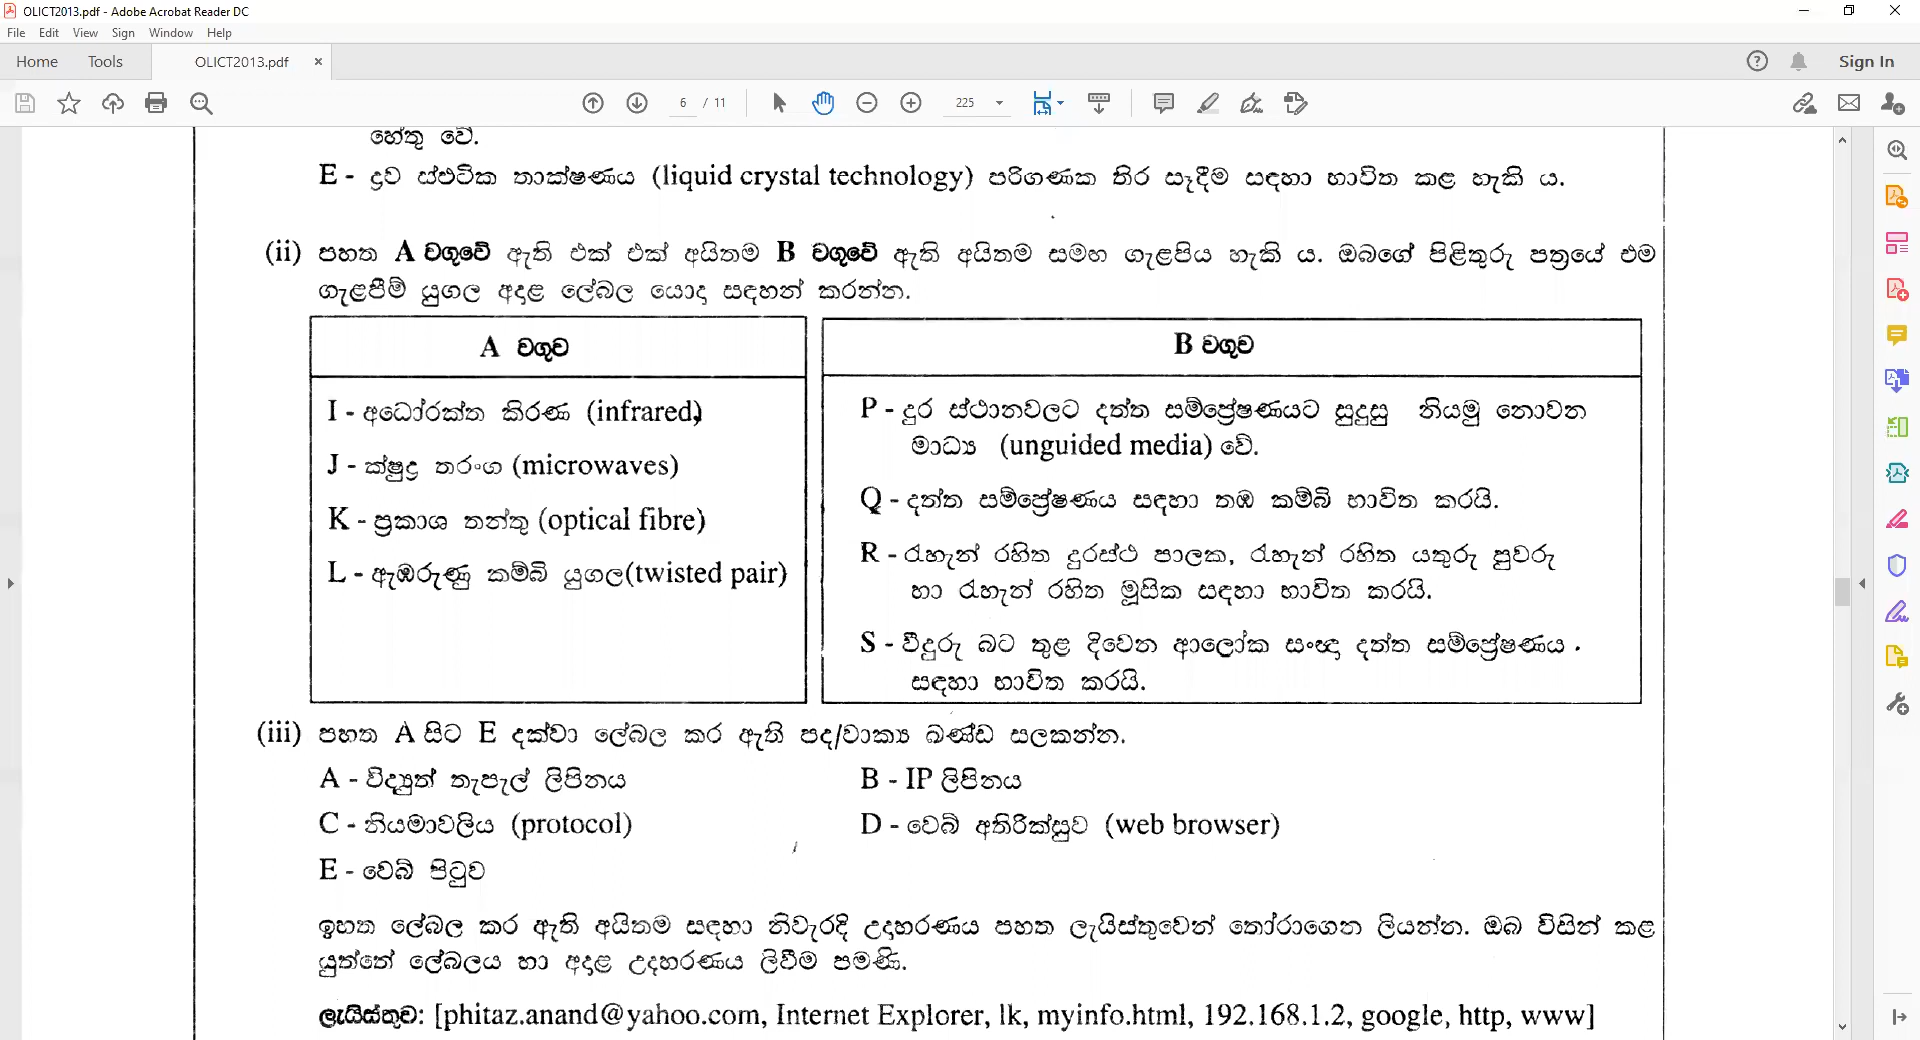 OLICT2013.pdf - Adobe Acrobat Reader DC
File Edit View Sign Window Help
Home Tools OLICT2013.pdf × Sign In
6 / 11 225
හේතු වේ.
E - ද්‍රව ස්ඵටික තාක්ෂණය (liquid crystal technology) පරිගණක තිර සෑදීම සඳහා භාවිත කළ හැකි ය.
(ii) පහත A වගුවේ ඇති එක් එක් අයිතම B වගුවේ ඇති අයිතම සමඟ ගැළපිය හැකි ය. ඔබගේ පිළිතුරු පත්‍රයේ එම
ගැළපීම් යුගල අදාළ ලේබල යොදා සඳහන් කරන්න.
A වගුව
I - අධෝරක්ත කිරණ (infrared)
J - ක්ෂුද්‍ර තරංග (microwaves)
K - ප්‍රකාශ තන්තු (optical fibre)
L - ඇඹරුණු කම්බි යුගල(twisted pair)
B වගුව
P - දුර ස්ථානවලට දත්ත සම්ප්‍රේෂණයට සුදුසු නියමු නොවන
මාධ්‍ය (unguided media) වේ.
Q - දත්ත සම්ප්‍රේෂණය සඳහා තඹ කම්බි භාවිත කරයි.
R - රැහැන් රහිත දුරස්ථ පාලක, රැහැන් රහිත යතුරු පුවරු
හා රැහැන් රහිත මූසික සඳහා භාවිත කරයි.
S - වීදුරු බට තුළ දිවෙන ආලෝක සංඥා දත්ත සම්ප්‍රේෂණය
සඳහා භාවිත කරයි.
(iii) පහත A සිට E දක්වා ලේබල කර ඇති පද/වාක්‍ය ඛණ්ඩ සලකන්න.
A - විද්‍යුත් තැපැල් ලිපිනය B - IP ලිපිනය
C - නියමාවලිය (protocol) D - වෙබ් අතිරික්සුව (web browser)
E - වෙබ් පිටුව
ඉහත ලේබල කර ඇති අයිතම සඳහා නිවැරදි උදාහරණය පහත ලැයිස්තුවෙන් තෝරාගෙන ලියන්න. ඔබ විසින් කළ
යුත්තේ ලේබලය හා අදාළ උදහරණය ලිවීම පමණි.
ලැයිස්තුව: [phitaz.anand@yahoo.com, Internet Explorer, lk, myinfo.html, 192.168.1.2, google, http, www]